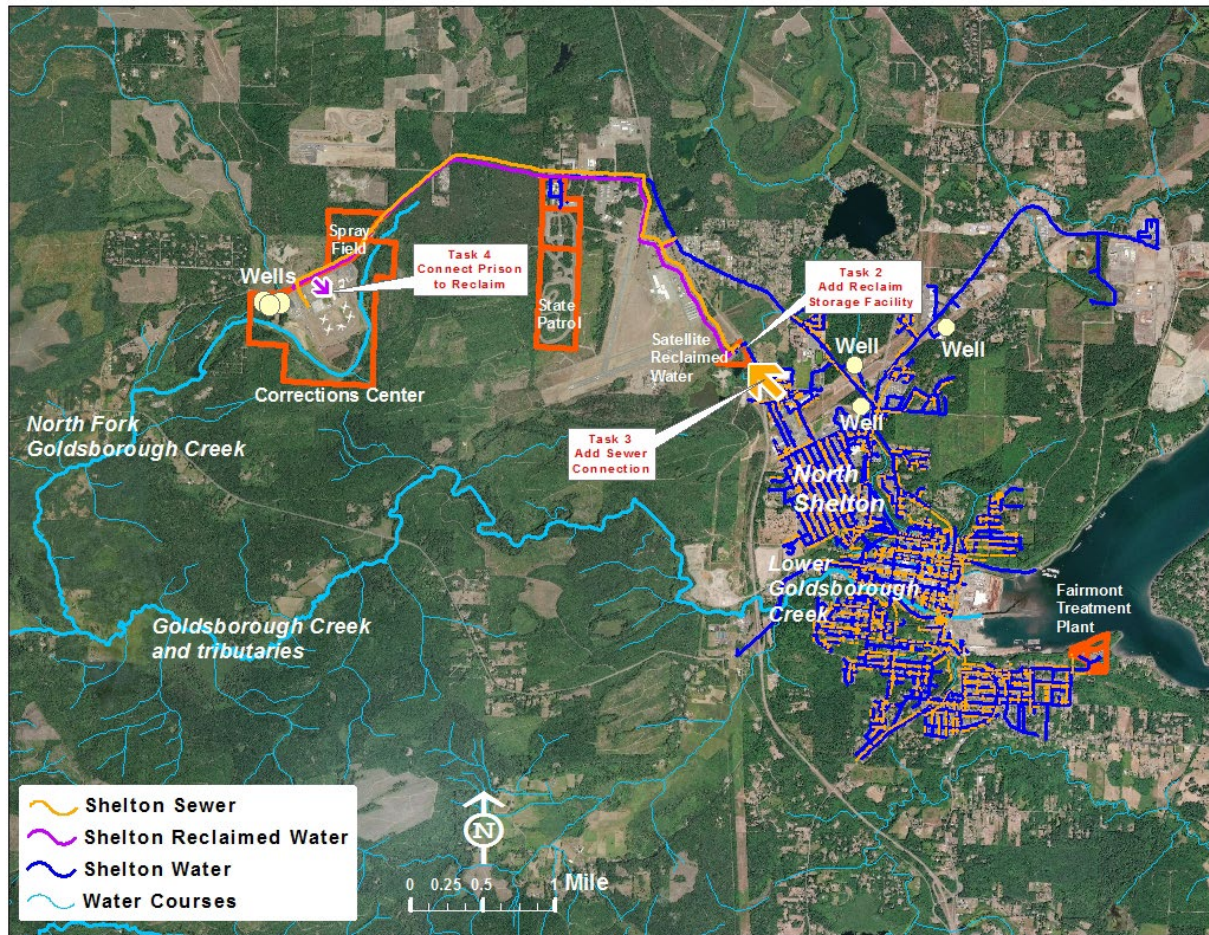 Spray
Field
Task 4
Connect Prison
to Reclaim
Wells
State
Patrol
Corrections Center
Task 2
Add Reclaim
Storage Facility
Satellite
Reclaimed
Water
Well
Well
Well
Task 3
Add Sewer
Connection
North
Shelton
North Fork
Goldsborough Creek
Lower
Goldsborough
Creek
Goldsborough Creek
and tributaries
Fairmont
Treatment
Plant
Shelton Sewer
Shelton Reclaimed Water
Shelton Water
Water Courses
N
0 0.25 0.5 1 Mile